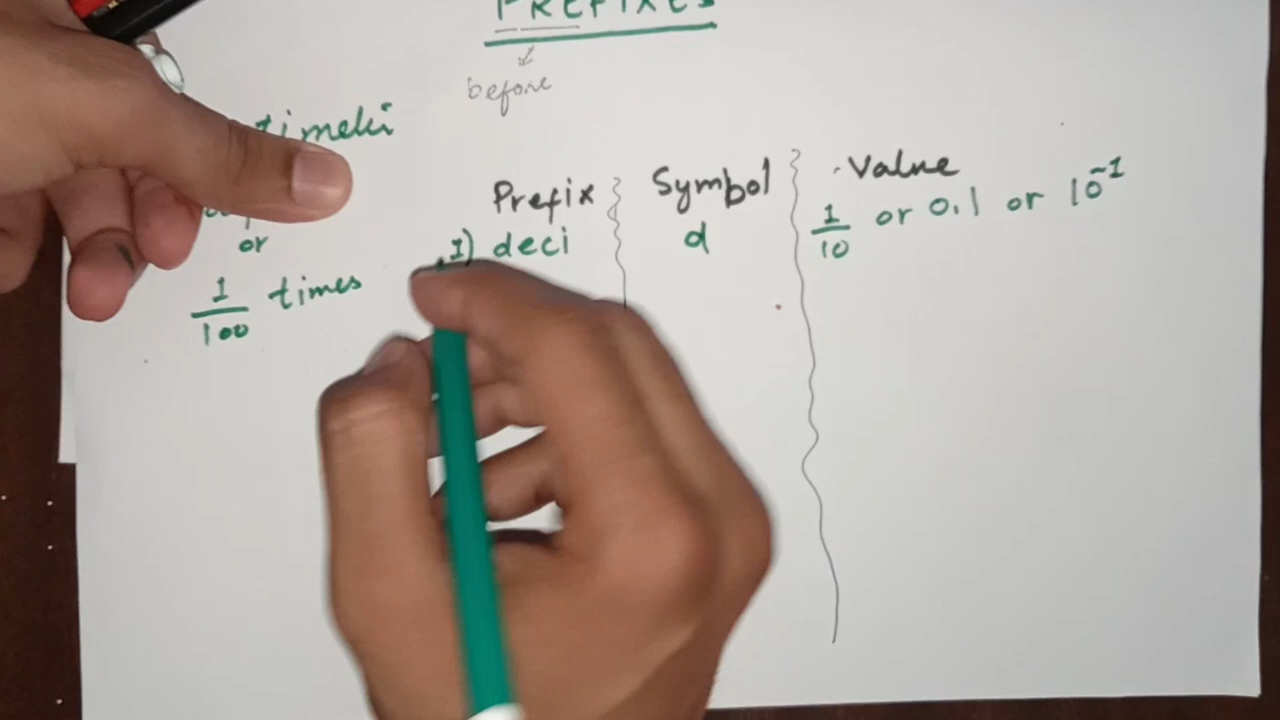 PREFIXES
before
Prefix Symbol Value
1) deci d 1/10 or 0.1 or 10⁻¹
or
1/100 times